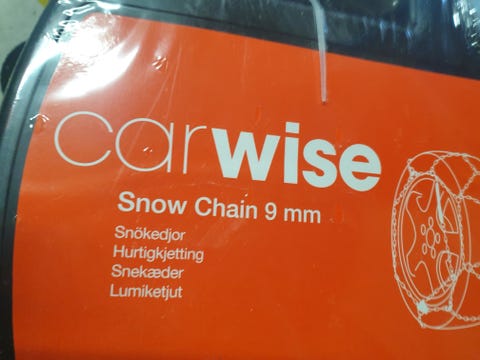 carwise
Snow Chain 9 mm
Snökedjor
Hurtigkjetting
Snekæder
Lumiketjut